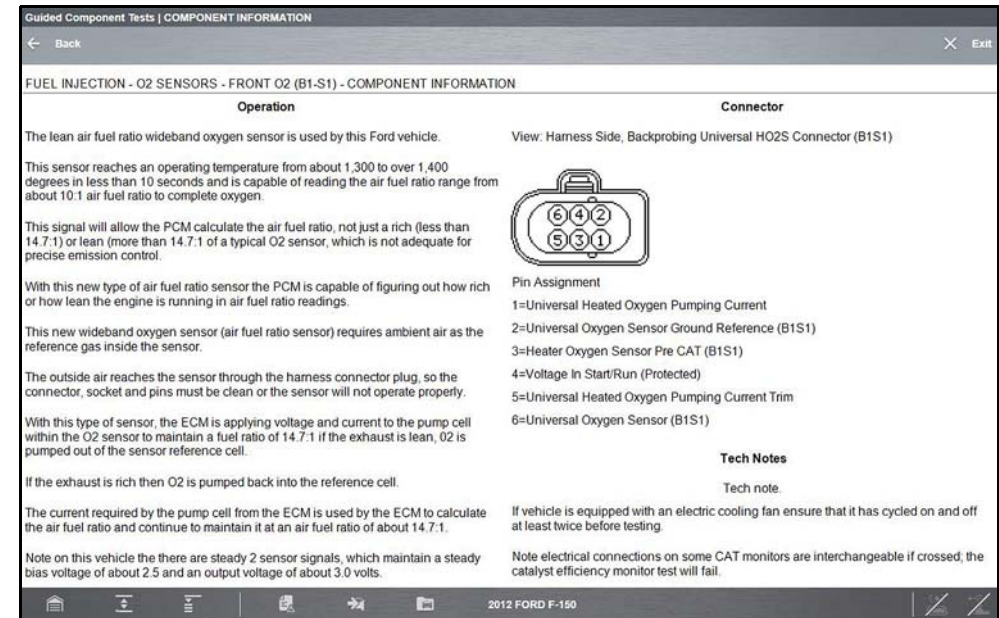 Guided Component Tests | COMPONENT INFORMATION
Back
Exit
FUEL INJECTION - O2 SENSORS - FRONT O2 (B1-S1) - COMPONENT INFORMATION
Operation
The lean air fuel ratio wideband oxygen sensor is used by this Ford vehicle.
This sensor reaches an operating temperature from about 1,300 to over 1,400
degrees in less than 10 seconds and is capable of reading the air fuel ratio range from
about 10:1 air fuel ratio to complete oxygen.
This signal will allow the PCM calculate the air fuel ratio, not just a rich (less than
14.7:1) or lean (more than 14.7:1 of a typical O2 sensor, which is not adequate for
precise emission control.
With this new type of air fuel ratio sensor the PCM is capable of figuring out how rich
or how lean the engine is running in air fuel ratio readings.
This new wideband oxygen sensor (air fuel ratio sensor) requires ambient air as the
reference gas inside the sensor.
The outside air reaches the sensor through the harness connector plug, so the
connector, socket and pins must be clean or the sensor will not operate properly.
With this type of sensor, the ECM is applying voltage and current to the pump cell
within the O2 sensor to maintain a fuel ratio of 14.7:1 if the exhaust is lean, 02 is
pumped out of the sensor reference cell.
If the exhaust is rich then O2 is pumped back into the reference cell.
The current required by the pump cell from the ECM is used by the ECM to calculate
the air fuel ratio and continue to maintain it at an air fuel ratio of about 14.7:1.
Note on this vehicle the there are steady 2 sensor signals, which maintain a steady
bias voltage of about 2.5 and an output voltage of about 3.0 volts.
Connector
View: Harness Side, Backprobing Universal HO2S Connector (B1S1)
6 4 2
5 3 1
Pin Assignment
1=Universal Heated Oxygen Pumping Current
2=Universal Oxygen Sensor Ground Reference (B1S1)
3=Heater Oxygen Sensor Pre CAT (B1S1)
4=Voltage In Start/Run (Protected)
5=Universal Heated Oxygen Pumping Current Trim
6=Universal Oxygen Sensor (B1S1)
Tech Notes
Tech note.
If vehicle is equipped with an electric cooling fan ensure that it has cycled on and off
at least twice before testing.
Note electrical connections on some CAT monitors are interchangeable if crossed; the
catalyst efficiency monitor test will fail.
2012 FORD F-150